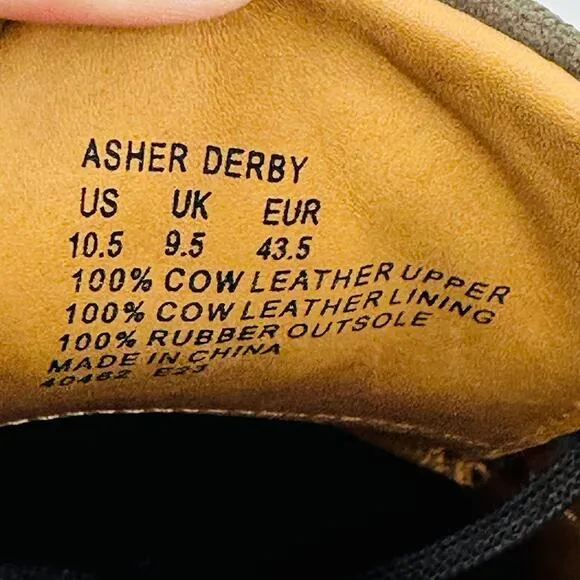 ASHER DERBY
US UK EUR
10.5 9.5 43.5
100% COW LEATHER UPPER
100% COW LEATHER LINING
100% RUBBER OUTSOLE
MADE IN CHINA
40462 E23